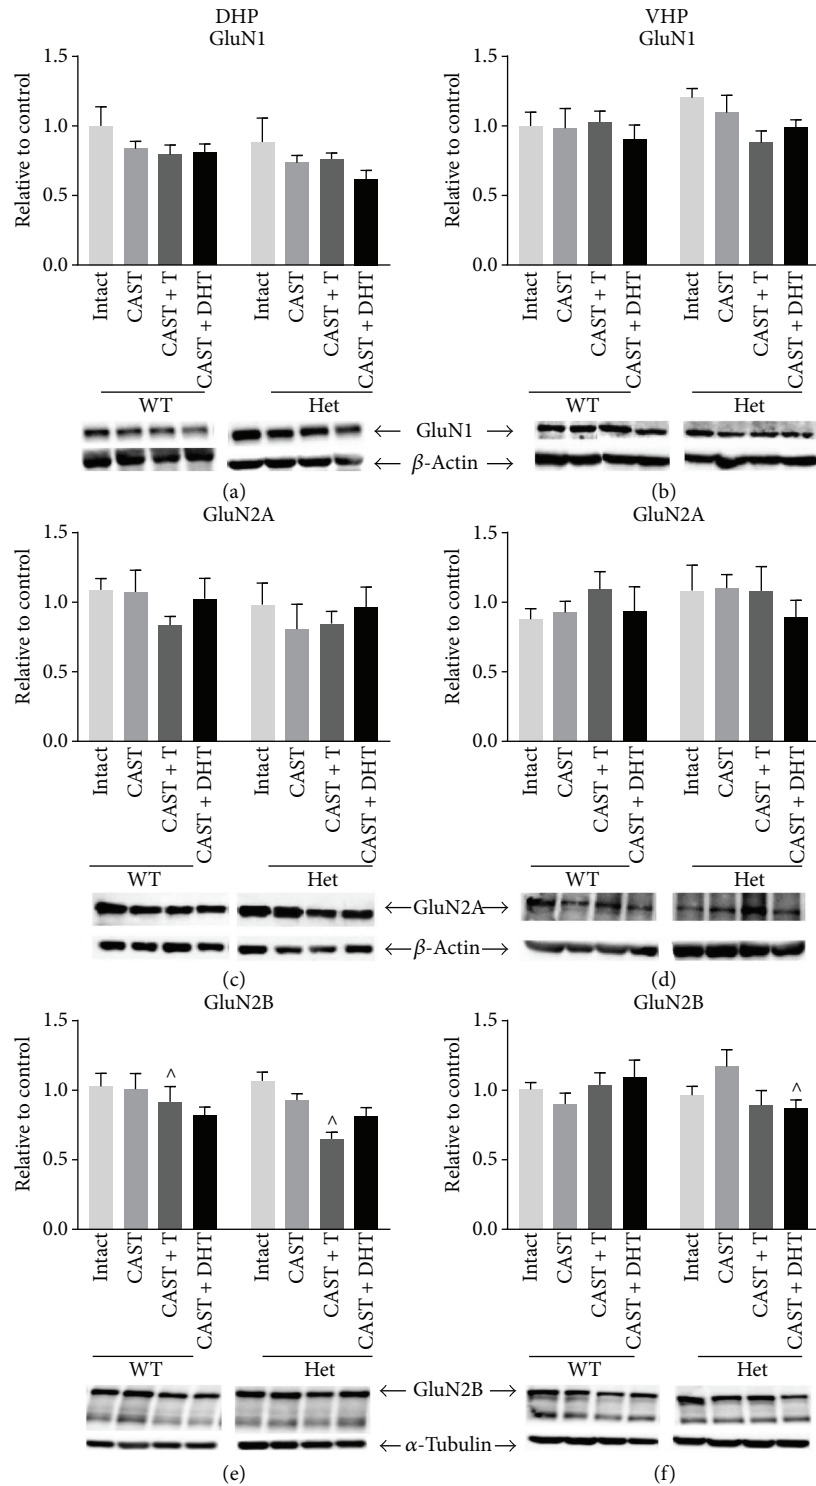 DHP
GluN1
Relative to control
1.5
1.0
0.5
0.0
Intact
CAST
CAST + T
CAST + DHT
Intact
CAST
CAST + T
CAST + DHT
WT
Het
VHP
GluN1
Relative to control
1.5
1.0
0.5
0.0
Intact
CAST
CAST + T
CAST + DHT
Intact
CAST
CAST + T
CAST + DHT
WT
Het
← GluN1 →
← β-Actin →
(a)
(b)
GluN2A
Relative to control
1.5
1.0
0.5
0.0
Intact
CAST
CAST + T
CAST + DHT
Intact
CAST
CAST + T
CAST + DHT
WT
Het
GluN2A
Relative to control
1.5
1.0
0.5
0.0
Intact
CAST
CAST + T
CAST + DHT
Intact
CAST
CAST + T
CAST + DHT
WT
Het
←GluN2A→
←β-Actin→
(c)
(d)
GluN2B
Relative to control
1.5
1.0
0.5
0.0
^
^
Intact
CAST
CAST + T
CAST + DHT
Intact
CAST
CAST + T
CAST + DHT
WT
Het
GluN2B
Relative to control
1.5
1.0
0.5
0.0
^
Intact
CAST
CAST + T
CAST + DHT
Intact
CAST
CAST + T
CAST + DHT
WT
Het
← GluN2B →
←α-Tubulin→
(e)
(f)